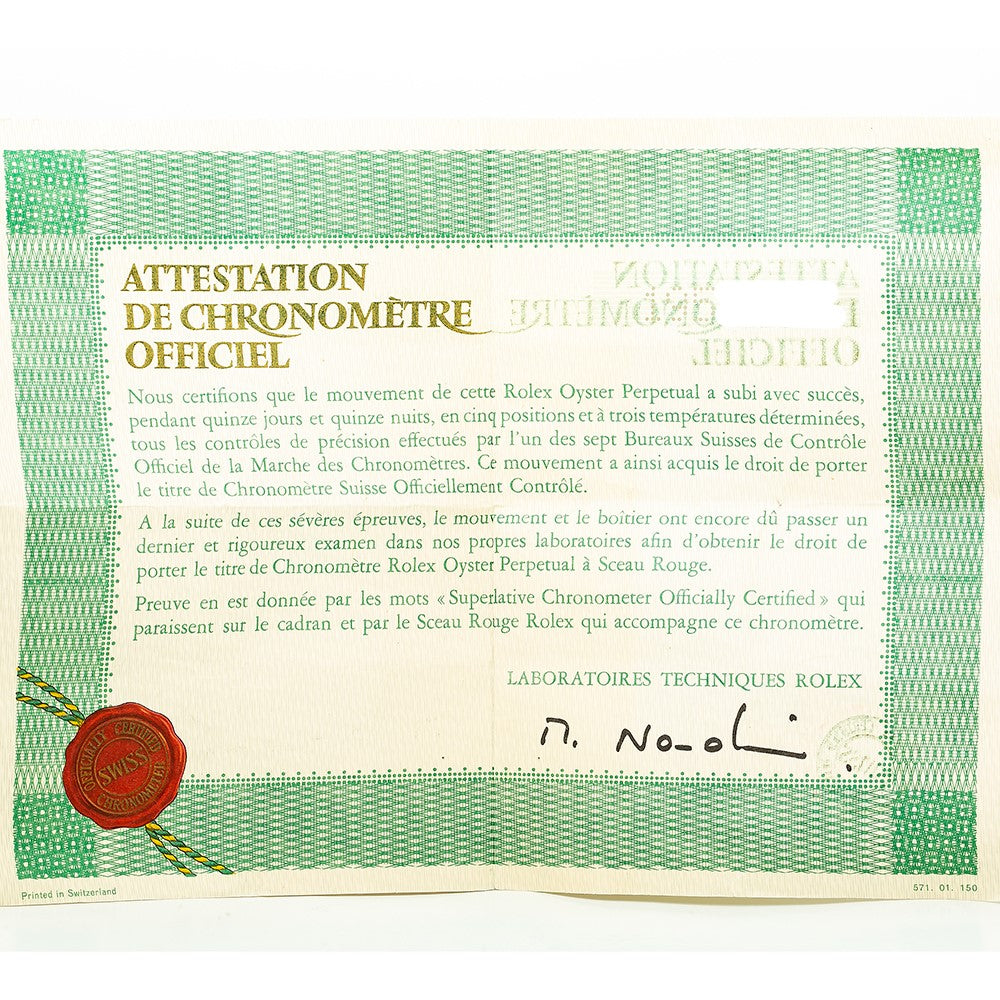 ATTESTATION
DE CHRONOMÈTRE
OFFICIEL
Nous certifions que le mouvement de cette Rolex Oyster Perpetual a subi avec succès,
pendant quinze jours et quinze nuits, en cinq positions et à trois températures déterminées,
tous les contrôles de précision effectués par l'un des sept Bureaux Suisses de Contrôle
Officiel de la Marche des Chronomètres. Ce mouvement a ainsi acquis le droit de porter
le titre de Chronomètre Suisse Officiellement Contrôlé.
A la suite de ces sévères épreuves, le mouvement et le boîtier ont encore dû passer un
dernier et rigoureux examen dans nos propres laboratoires afin d'obtenir le droit de
porter le titre de Chronomètre Rolex Oyster Perpetual à Sceau Rouge.
Preuve en est donnée par les mots « Superlative Chronometer Officially Certified » qui
paraissent sur le cadran et par le Sceau Rouge Rolex qui accompagne ce chronomètre.
LABORATOIRES TECHNIQUES ROLEX
OFFICIALLY CERTIFIED
SWISS
CHRONOMETER
Printed in Switzerland
571. 01. 150